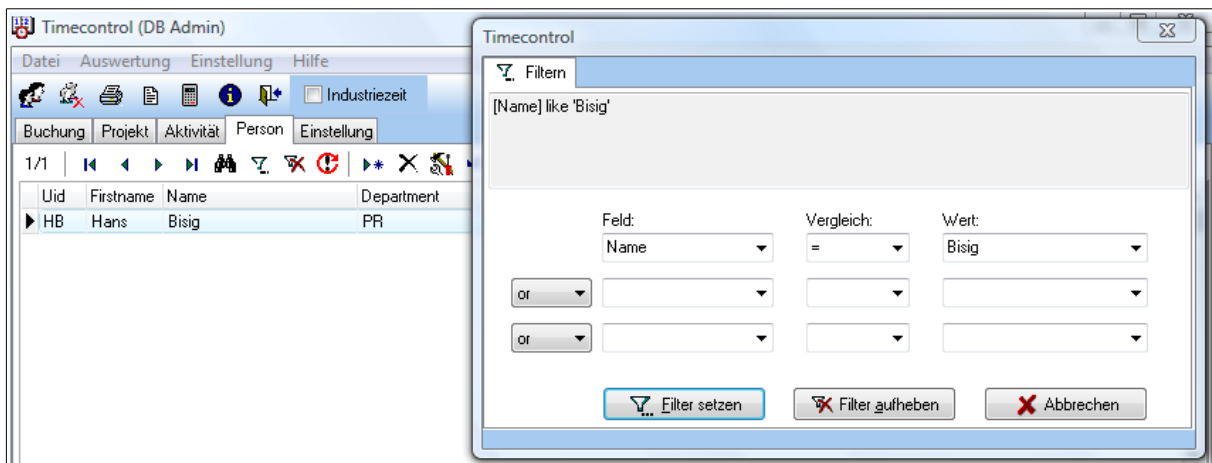 Timecontrol (DB Admin)
Datei Auswertung Einstellung Hilfe
Industriezeit
Buchung Projekt Aktivität Person Einstellung
1/1
Uid Firstname Name Department
HB Hans Bisig PR
Timecontrol
Filtern
[Name] like 'Bisig'
Feld: Vergleich: Wert:
Name = Bisig
or
or
Filter setzen Filter aufheben Abbrechen